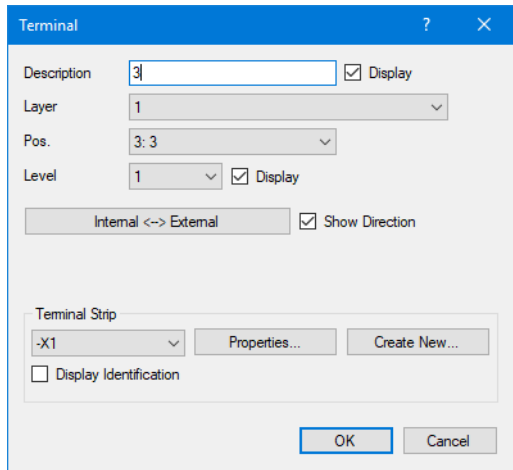 Terminal
Description 3 Display
Layer 1
Pos. 3: 3
Level 1 Display
Internal <--> External Show Direction
Terminal Strip
-X1 Properties... Create New...
Display Identification
OK Cancel